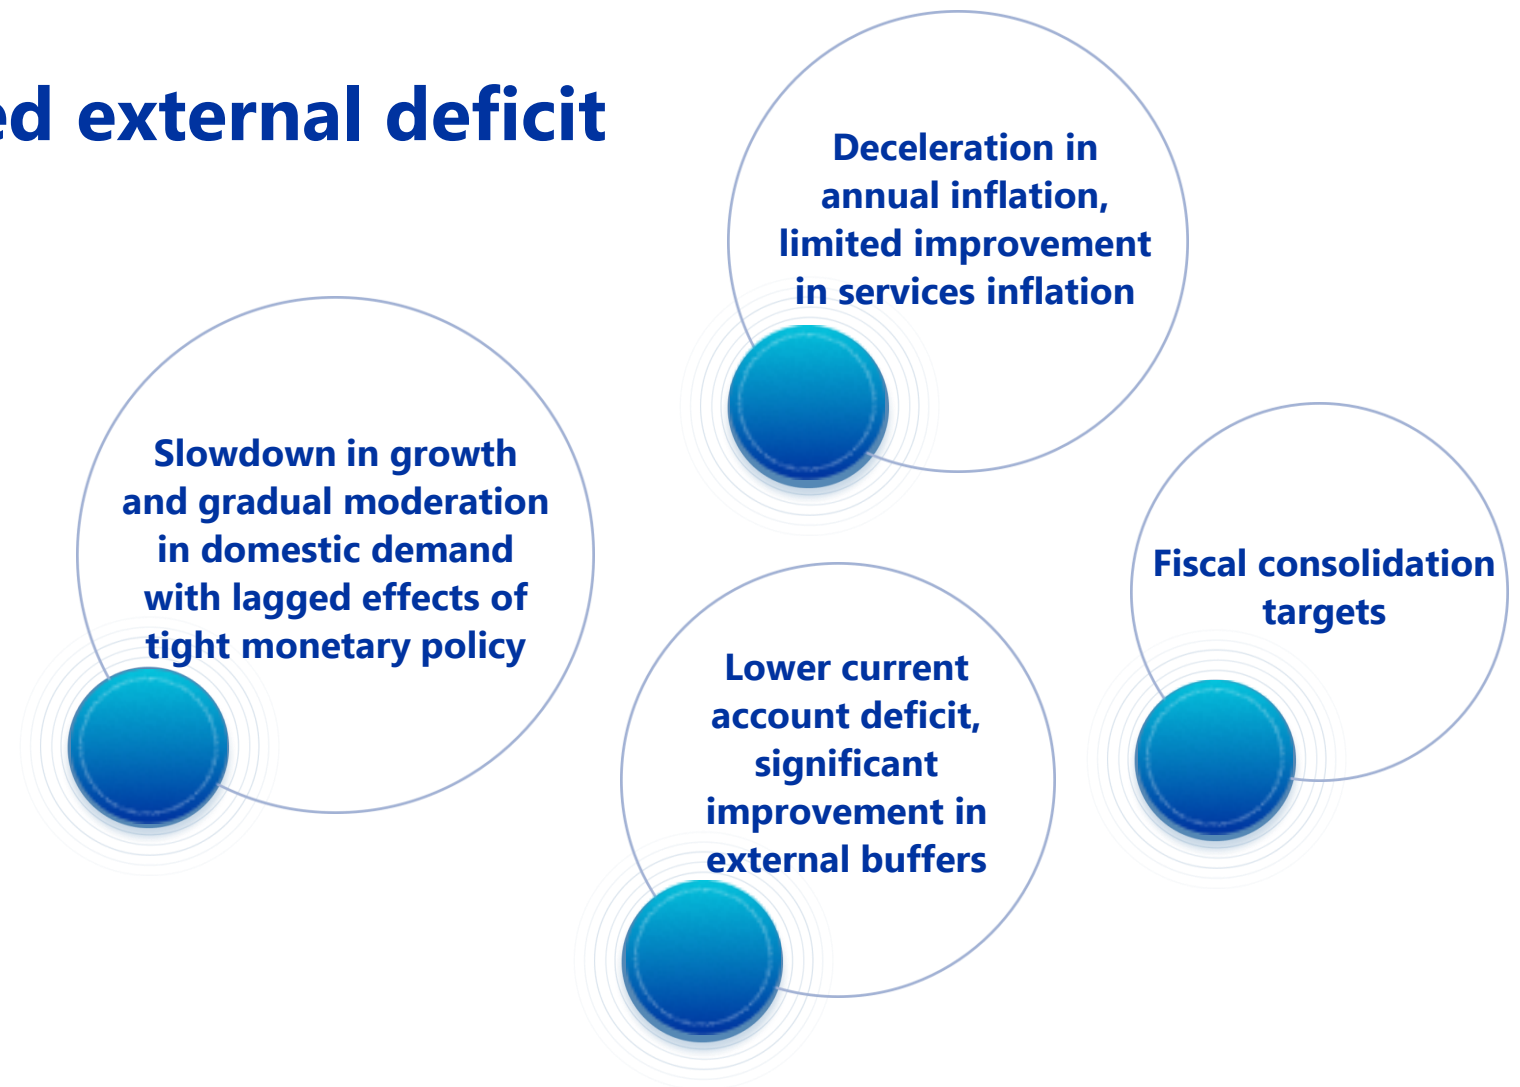 external deficit
Slowdown in growth
and gradual moderation
in domestic demand
with lagged effects of
tight monetary policy
Deceleration in
annual inflation,
limited improvement
in services inflation
Lower current
account deficit,
significant
improvement in
external buffers
Fiscal consolidation
targets